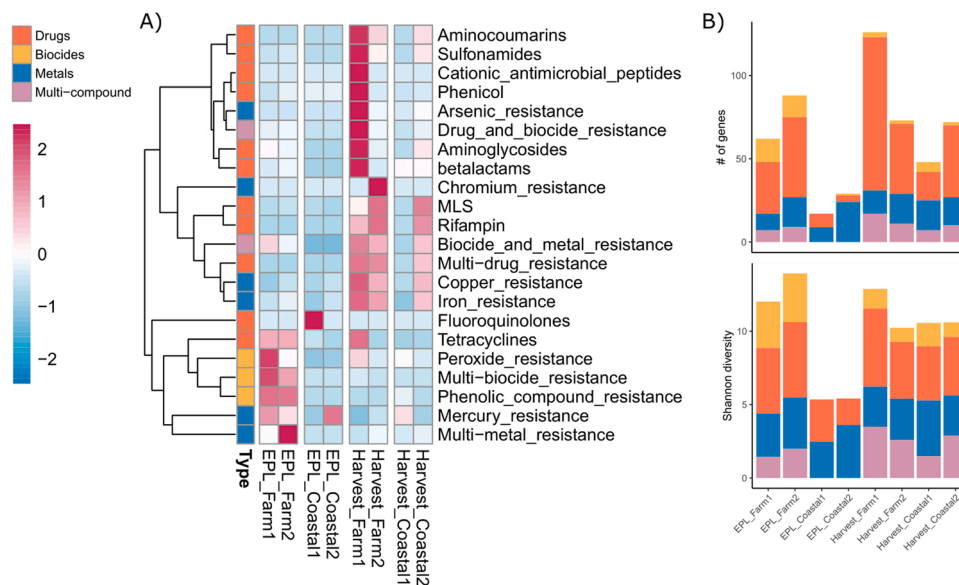 A)
B)
Drugs
Biocides
Metals
Multi-compound
2
1
0
−1
−2
Aminocoumarins
Sulfonamides
Cationic_antimicrobial_peptides
Phenicol
Arsenic_resistance
Drug_and_biocide_resistance
Aminoglycosides
betalactams
Chromium_resistance
MLS
Rifampin
Biocide_and_metal_resistance
Multi−drug_resistance
Copper_resistance
Iron_resistance
Fluoroquinolones
Tetracyclines
Peroxide_resistance
Multi−biocide_resistance
Phenolic_compound_resistance
Mercury_resistance
Multi−metal_resistance
Type
EPL_Farm1
EPL_Farm2
EPL_Coastal1
EPL_Coastal2
Harvest_Farm1
Harvest_Farm2
Harvest_Coastal1
Harvest_Coastal2
# of genes
100
50
0
Shannon diversity
10
5
0
EPL_Farm1
EPL_Farm2
EPL_Coastal1
EPL_Coastal2
Harvest_Farm1
Harvest_Farm2
Harvest_Coastal1
Harvest_Coastal2